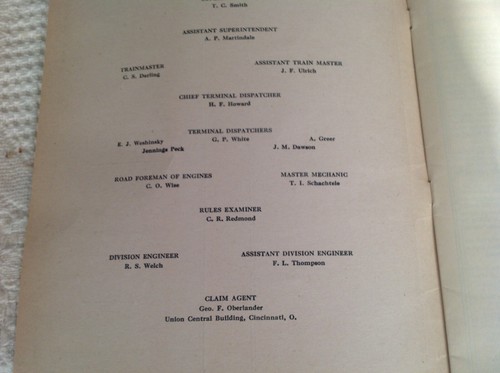 T. G. Smith
ASSISTANT SUPERINTENDENT
A. P. Martindale
TRAINMASTER
C. S. Darling
ASSISTANT TRAIN MASTER
J. F. Ulrich
CHIEF TERMINAL DISPATCHER
H. F. Howard
TERMINAL DISPATCHERS
E. J. Woshinsky G. P. White A. Greer
Jennings Peck J. M. Dawson
ROAD FOREMAN OF ENGINES
C. O. Wise
MASTER MECHANIC
T. I. Schachtele
RULES EXAMINER
C. R. Redmond
DIVISION ENGINEER
R. S. Welch
ASSISTANT DIVISION ENGINEER
F. L. Thompson
CLAIM AGENT
Geo. F. Oberlander
Union Central Building, Cincinnati, O.